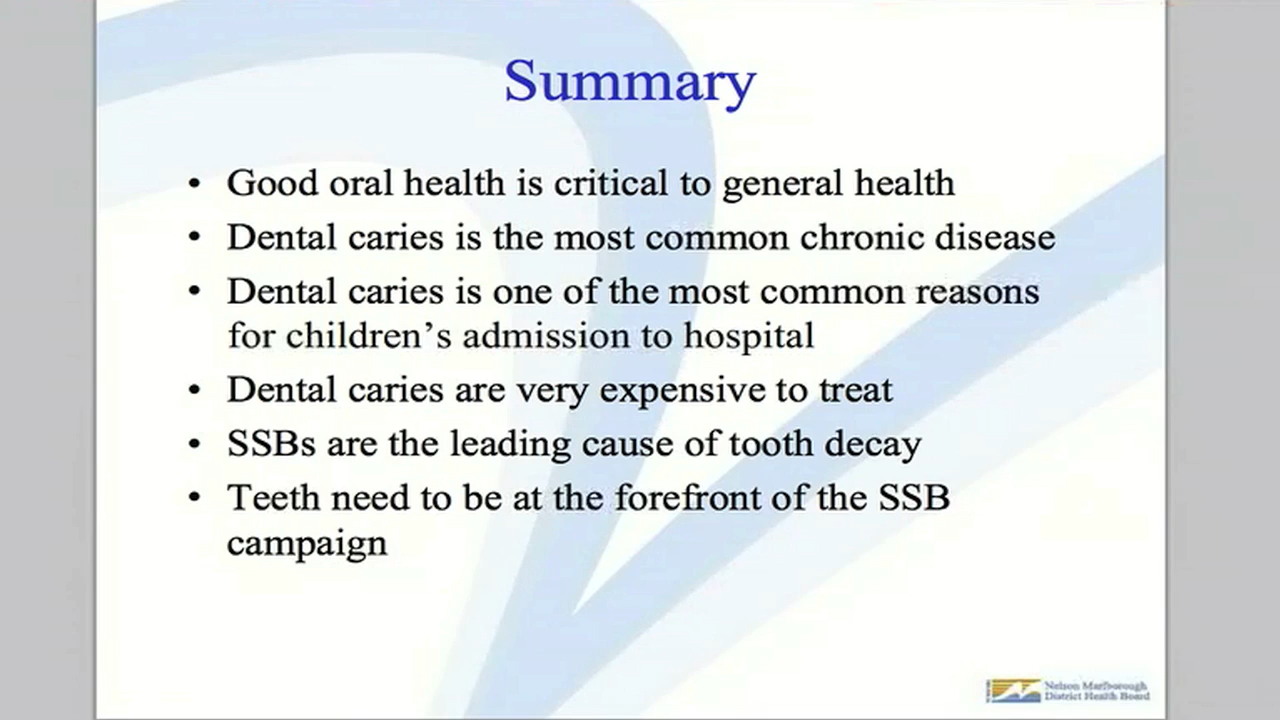 Summary
• Good oral health is critical to general health
• Dental caries is the most common chronic disease
• Dental caries is one of the most common reasons
for children's admission to hospital
• Dental caries are very expensive to treat
• SSBs are the leading cause of tooth decay
• Teeth need to be at the forefront of the SSB
campaign
Nelson Marlborough
District Health Board